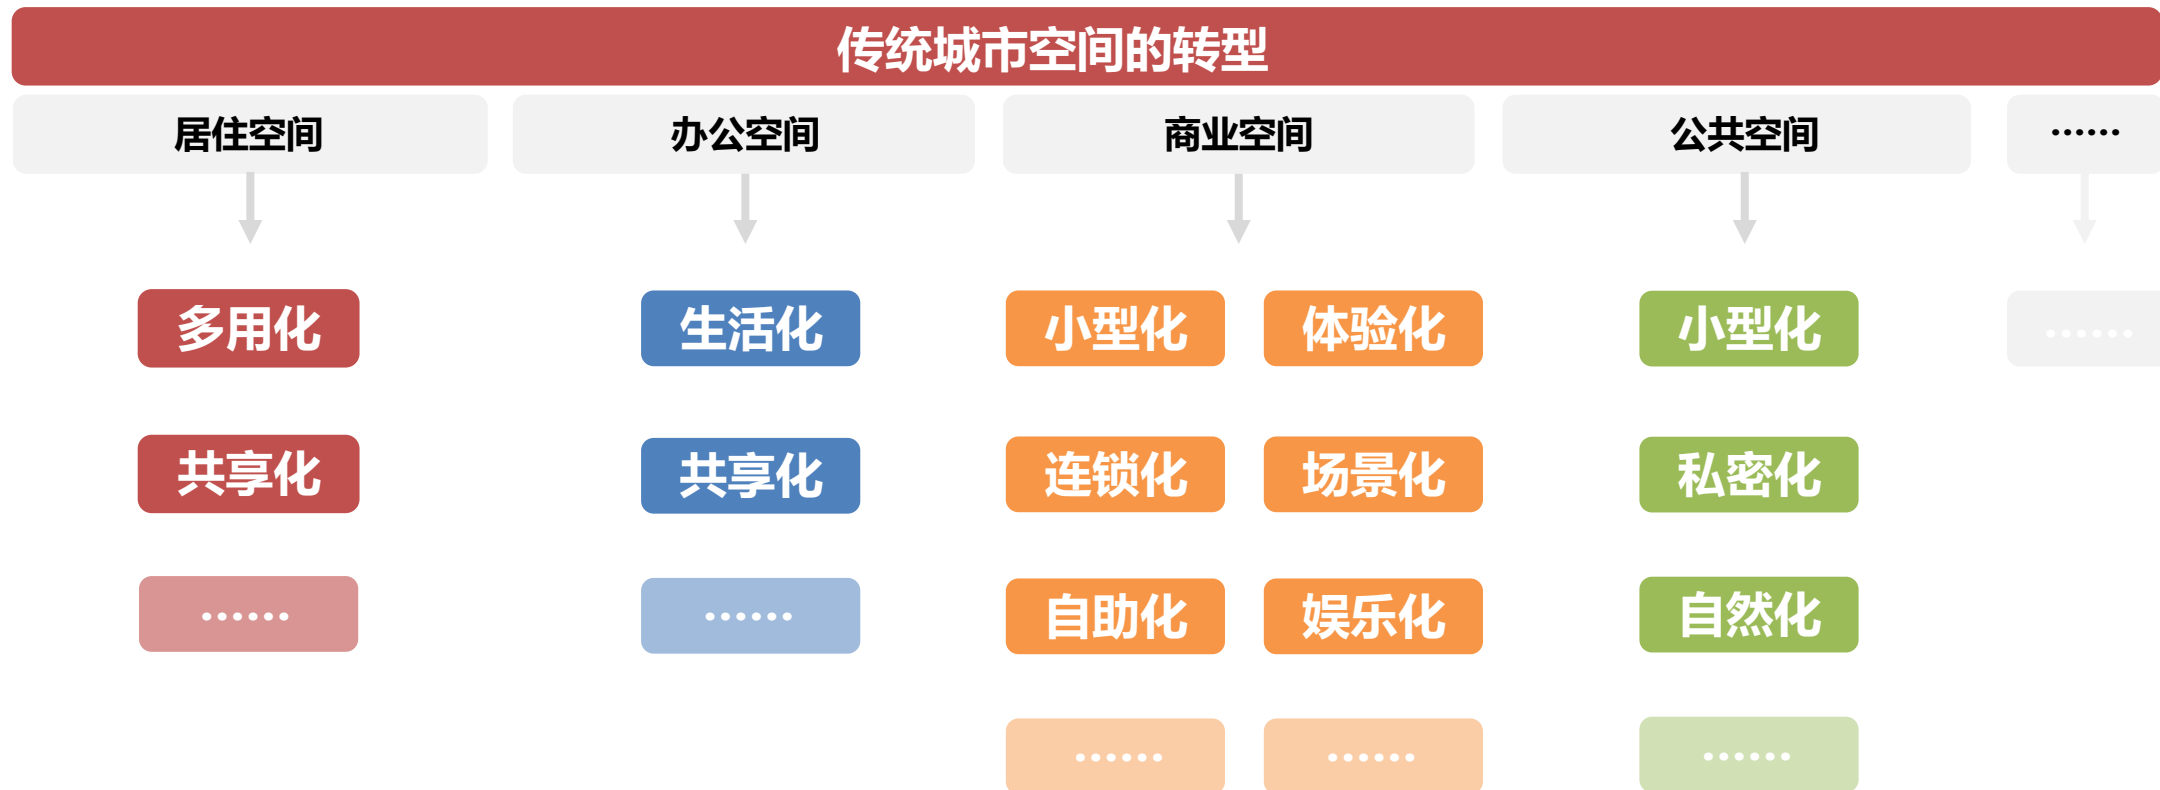 传统城市空间的转型
居住空间 办公空间 商业空间 公共空间 ……
多用化 生活化 小型化 体验化 小型化 ……
共享化 共享化 连锁化 场景化 私密化
…… …… 自助化 娱乐化 自然化
…… …… ……